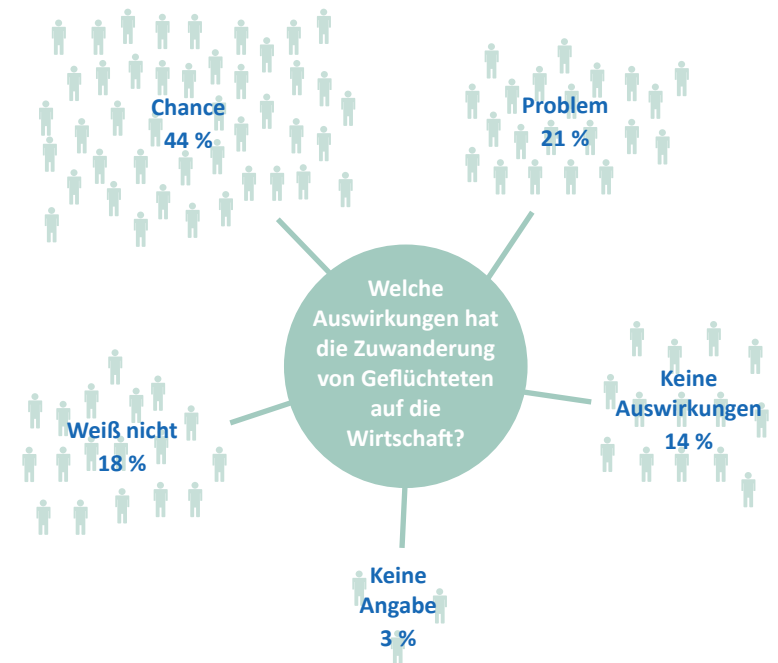 Chance
44 %
Problem
21 %
Welche
Auswirkungen hat
die Zuwanderung
von Geflüchteten
auf die
Wirtschaft?
Keine
Auswirkungen
14 %
Weiß nicht
18 %
Keine
Angabe
3 %